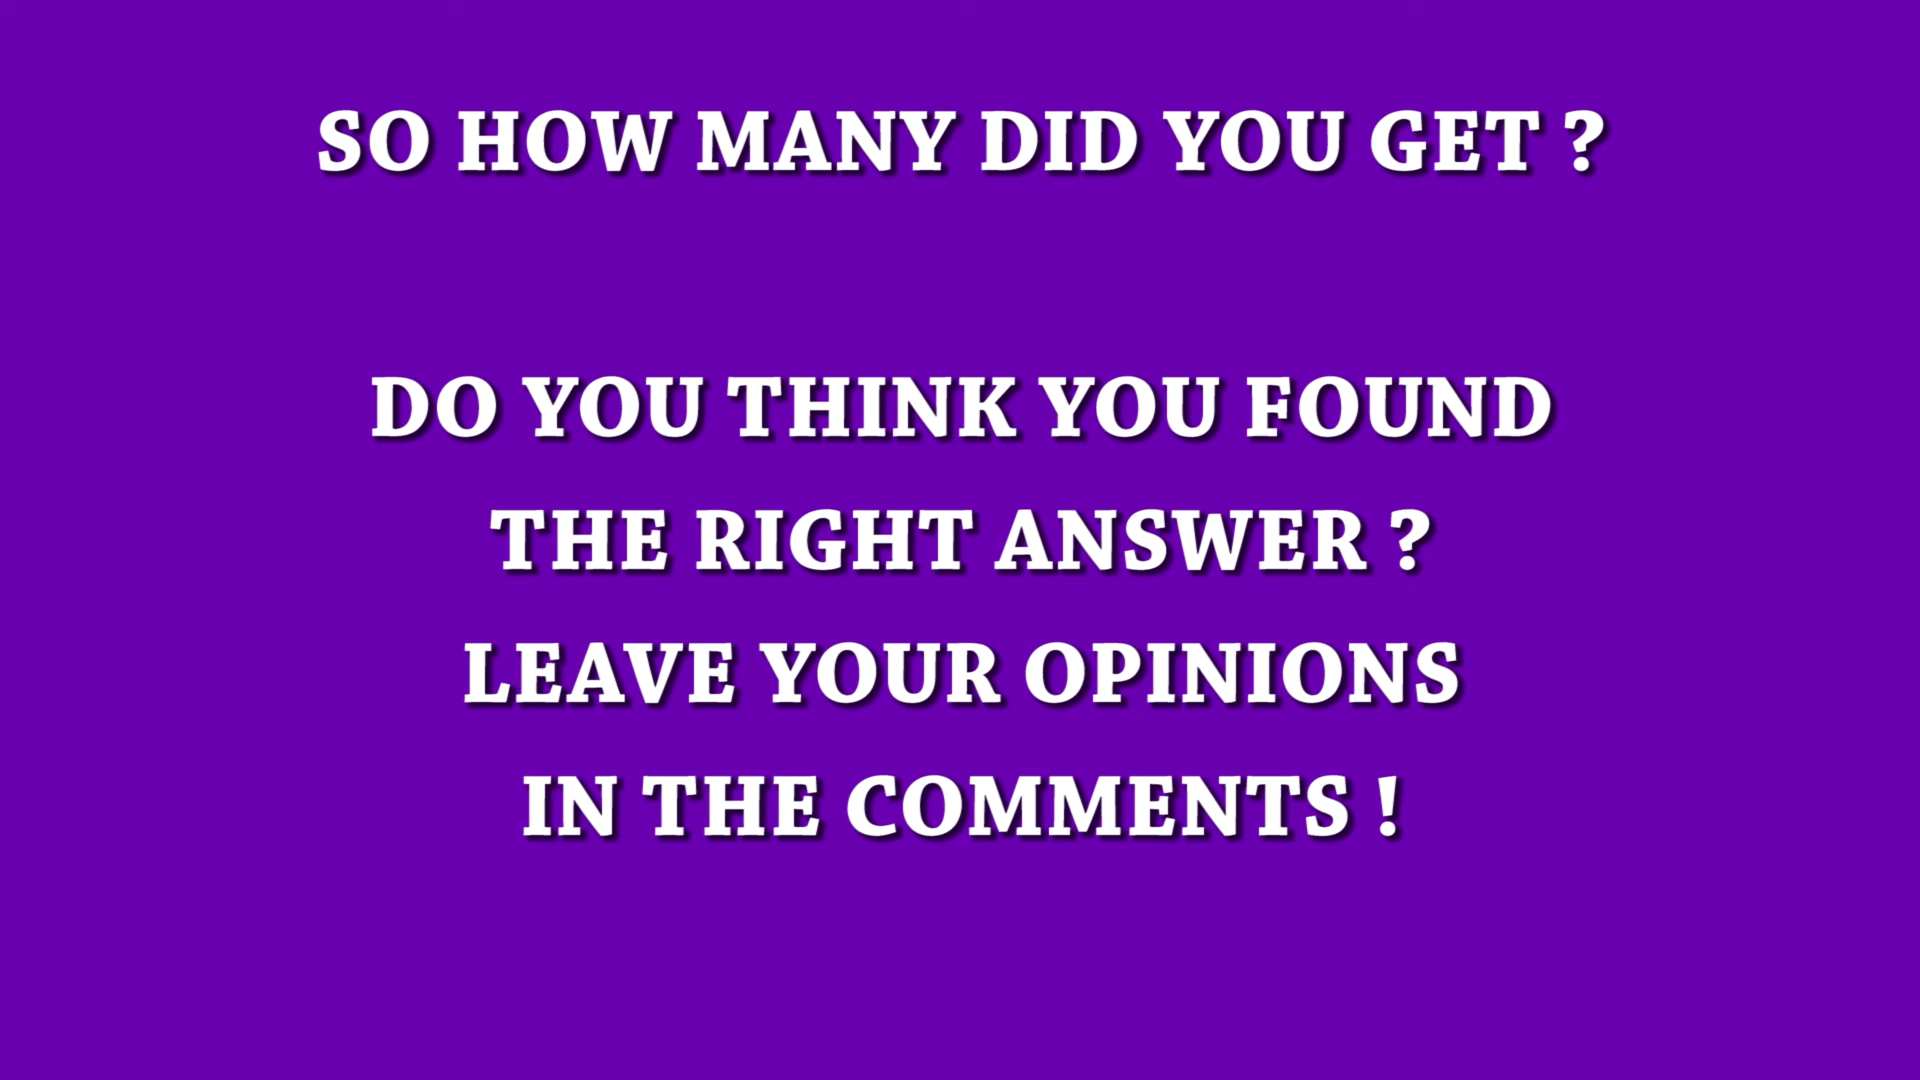 SO HOW MANY DID YOU GET ?
DO YOU THINK YOU FOUND
THE RIGHT ANSWER ?
LEAVE YOUR OPINIONS
IN THE COMMENTS !